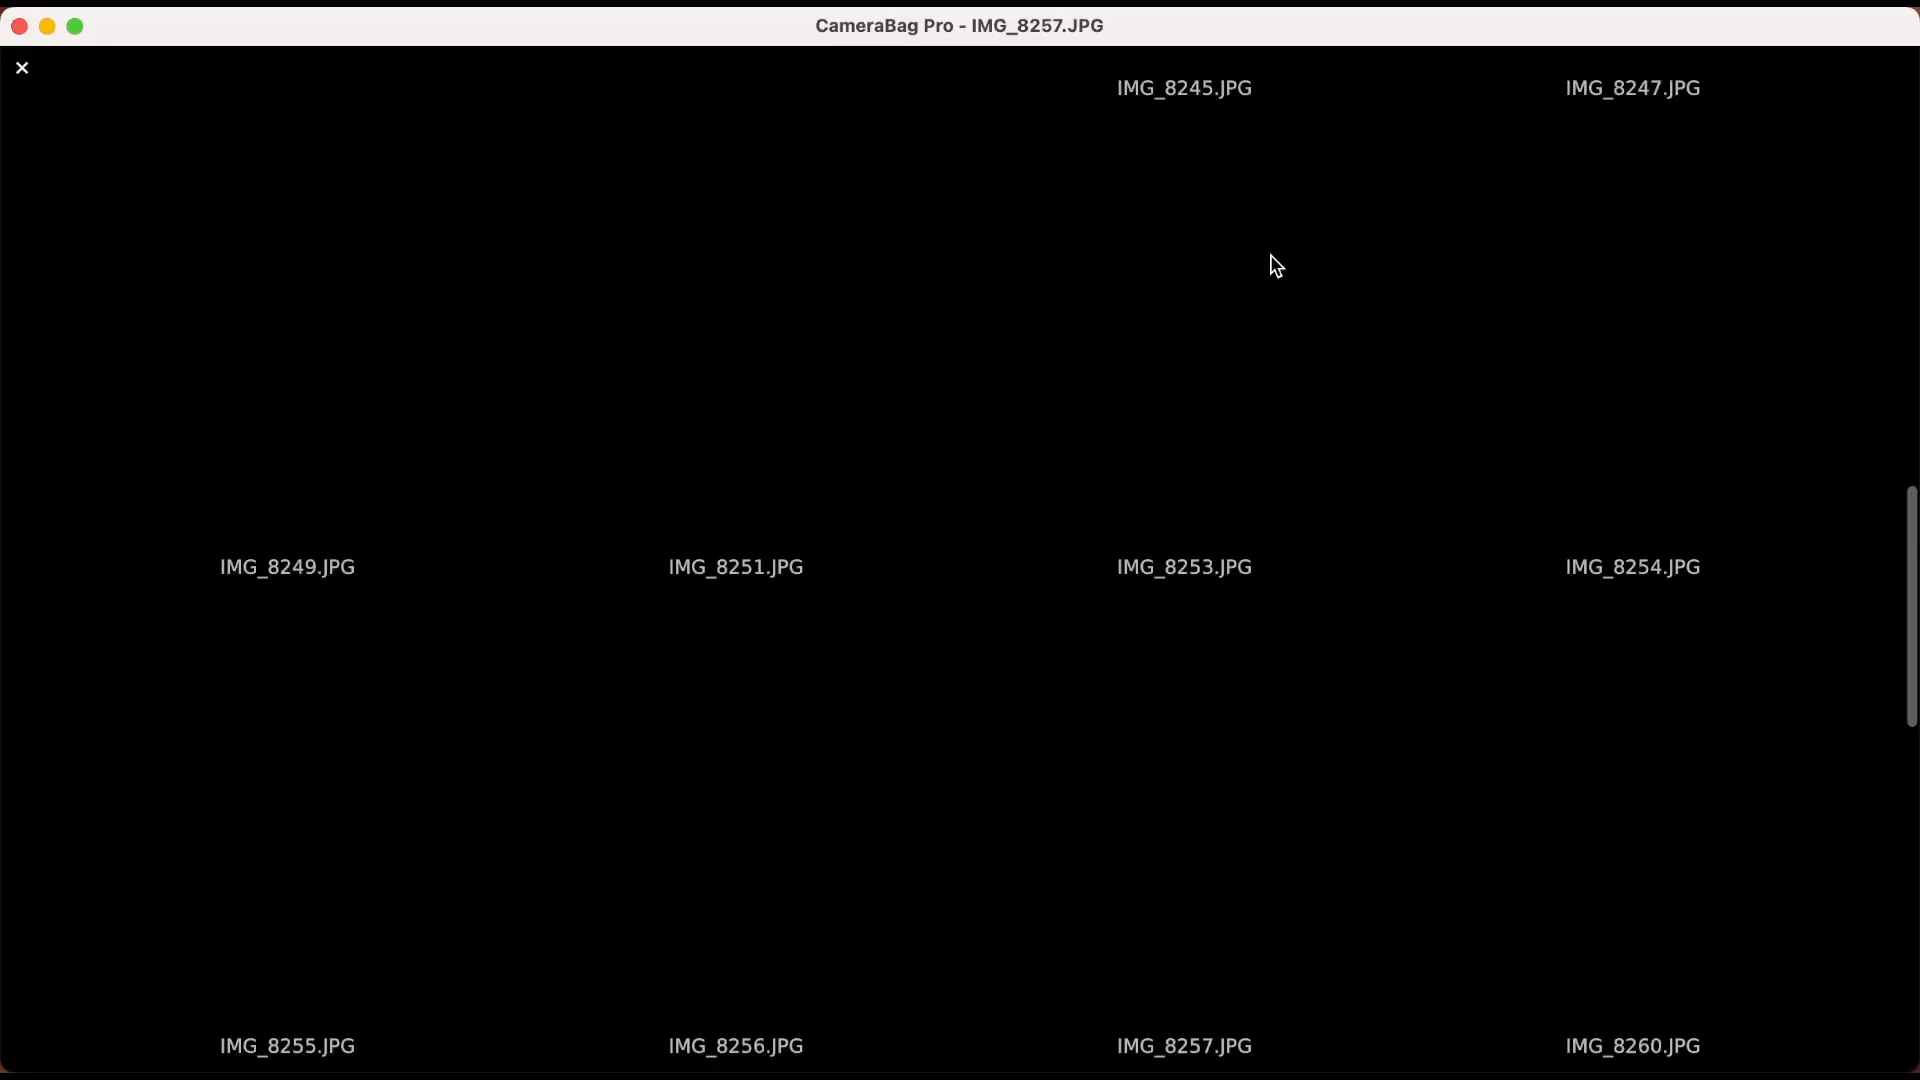 CameraBag Pro - IMG_8257.JPG
IMG_8245.JPG IMG_8247.JPG
IMG_8249.JPG IMG_8251.JPG IMG_8253.JPG IMG_8254.JPG
IMG_8255.JPG IMG_8256.JPG IMG_8257.JPG IMG_8260.JPG